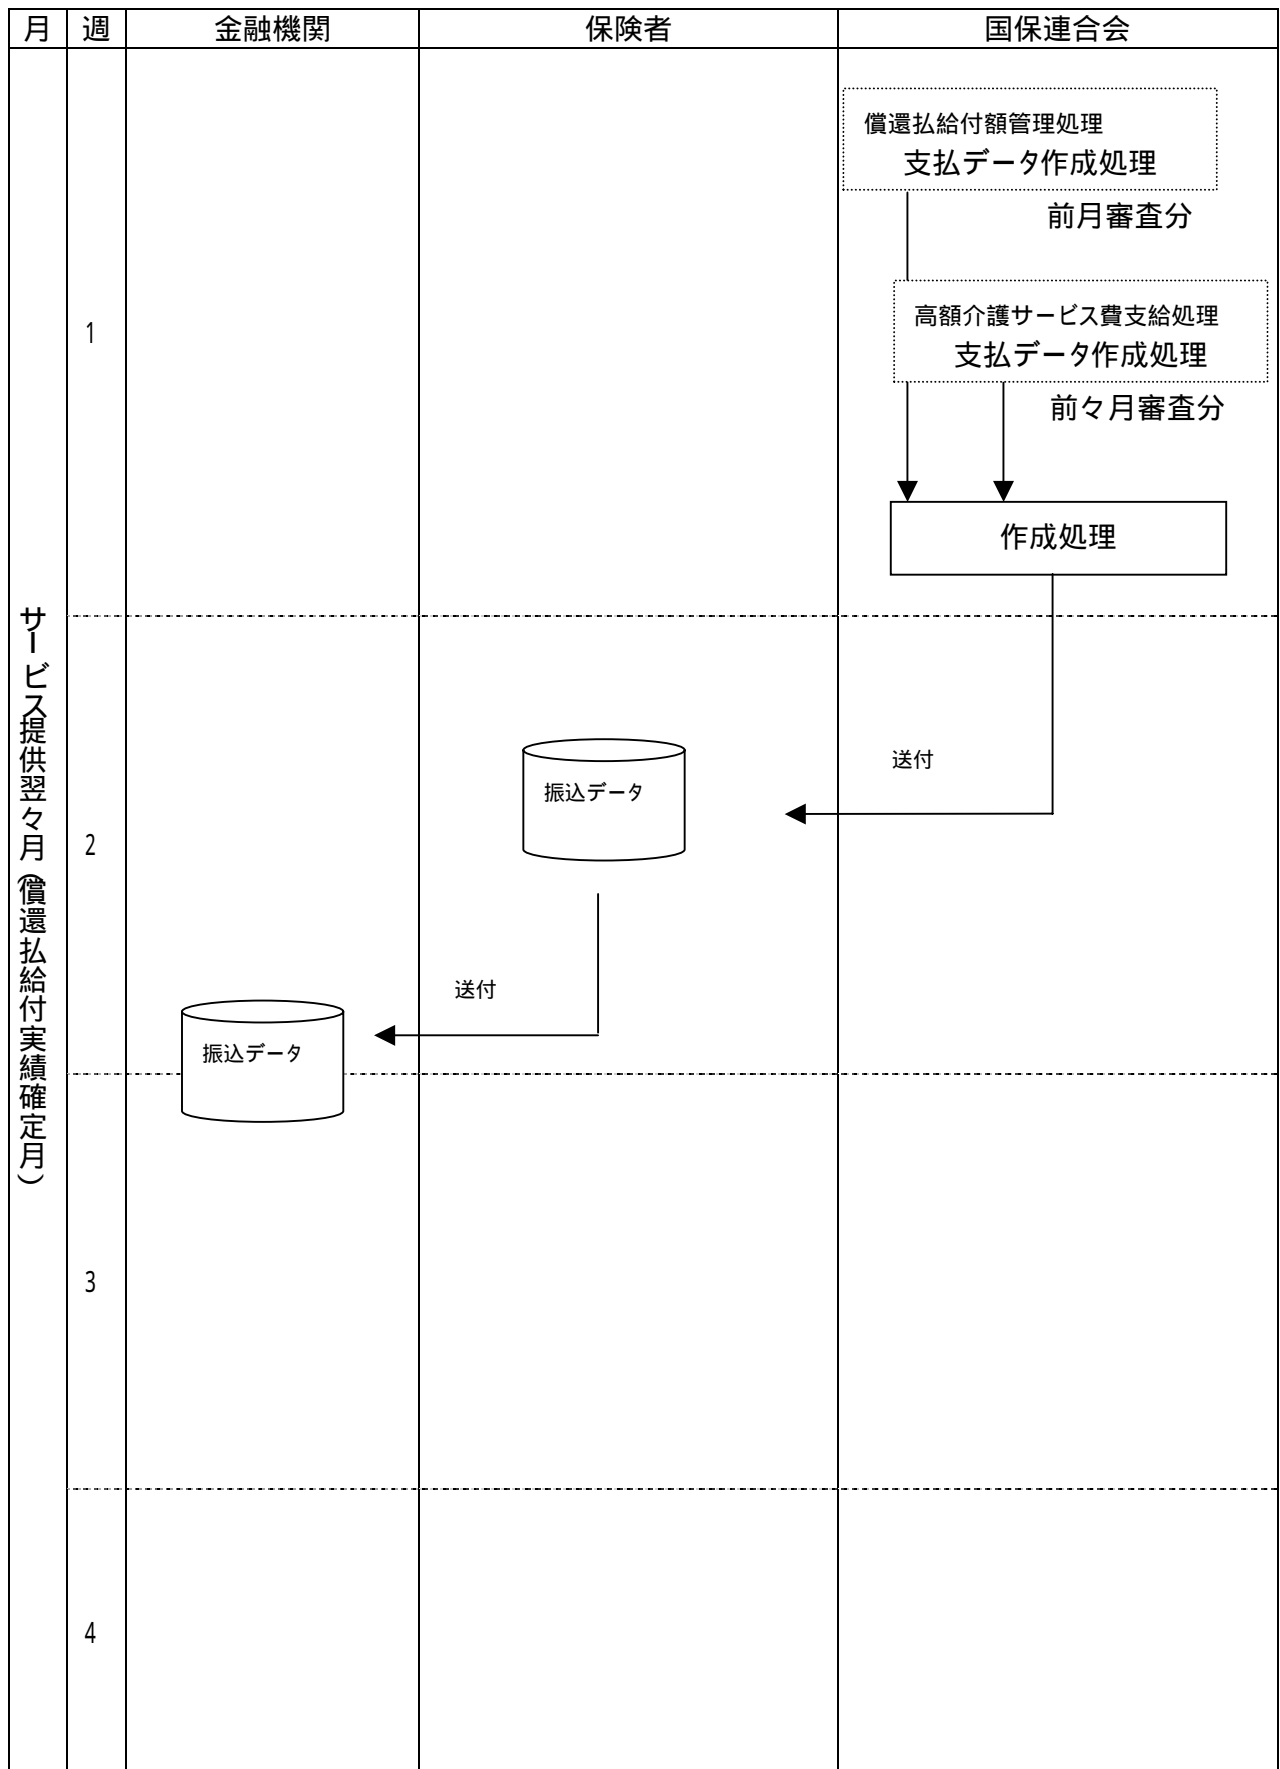 月 週 金融機関 保険者 国保連合会
償還払給付額管理処理
支払データ作成処理
前月審査分
高額介護サービス費支給処理
支払データ作成処理
前々月審査分
1
作成処理
サービス提供翌々月(償還払給付実績確定月)
送付
振込データ
2
送付
振込データ
3
4